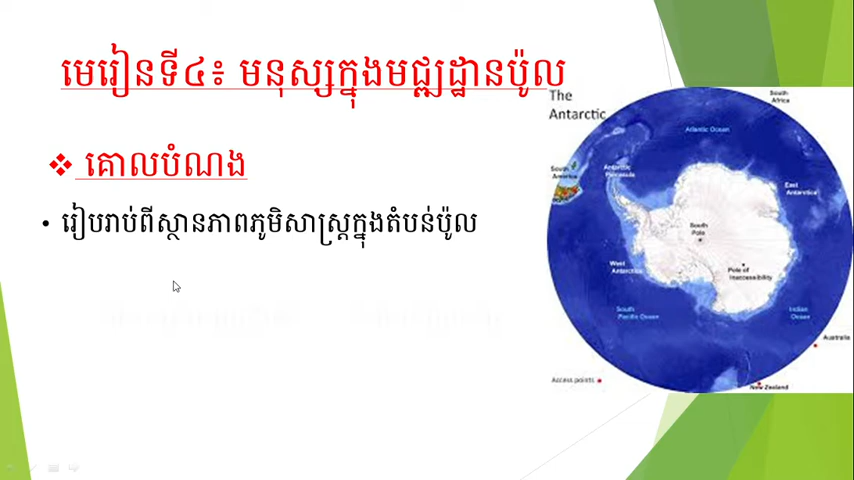 មេរៀនទី៤៖ មនុស្សក្នុងមជ្ឈដ្ឋានប៉ូល
❖ គោលបំណង
• រៀបរាប់ពីស្ថានភាពភូមិសាស្ត្រក្នុងតំបន់ប៉ូល
The
Antarctic
South
Africa
Atlantic Ocean
South
America
Antarctic
Peninsula
East
Antarctica
South
Pole
West
Antarctica
Pole of
Inaccessibility
South
Pacific Ocean
Indian
Ocean
Australia
Access points
New Zealand